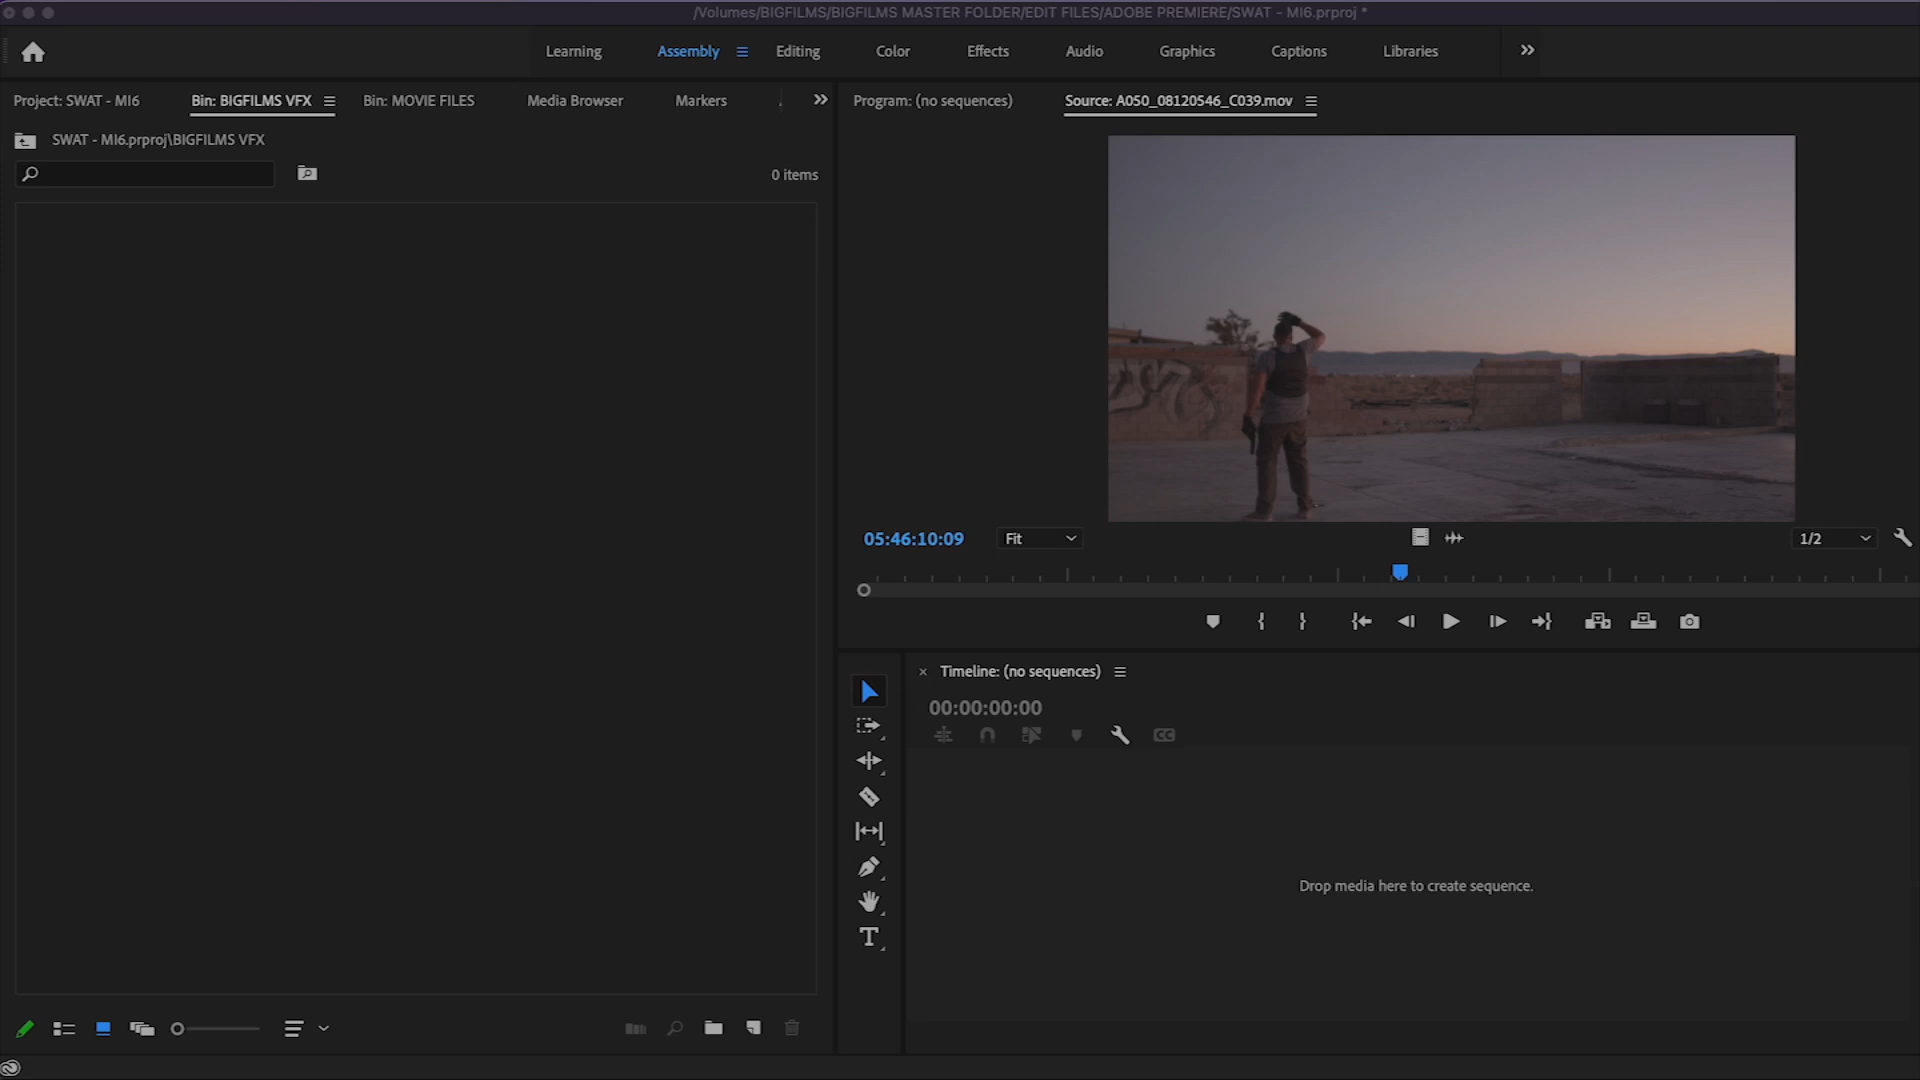 /Volumes/BIGFILMS/BIGFILMS MASTER FOLDER/EDIT FILES/ADOBE PREMIERE/SWAT - MI6.prproj *
Learning
Assembly
Editing
Color
Effects
Audio
Graphics
Captions
Libraries
Project: SWAT - MI6
Bin: BIGFILMS VFX
Bin: MOVIE FILES
Media Browser
Markers
Program: (no sequences)
Source: A050_08120546_C039.mov
SWAT - MI6.prproj\BIGFILMS VFX
0 items
05:46:10:09
Fit
1/2
Timeline: (no sequences)
00:00:00:00
CC
Drop media here to create sequence.